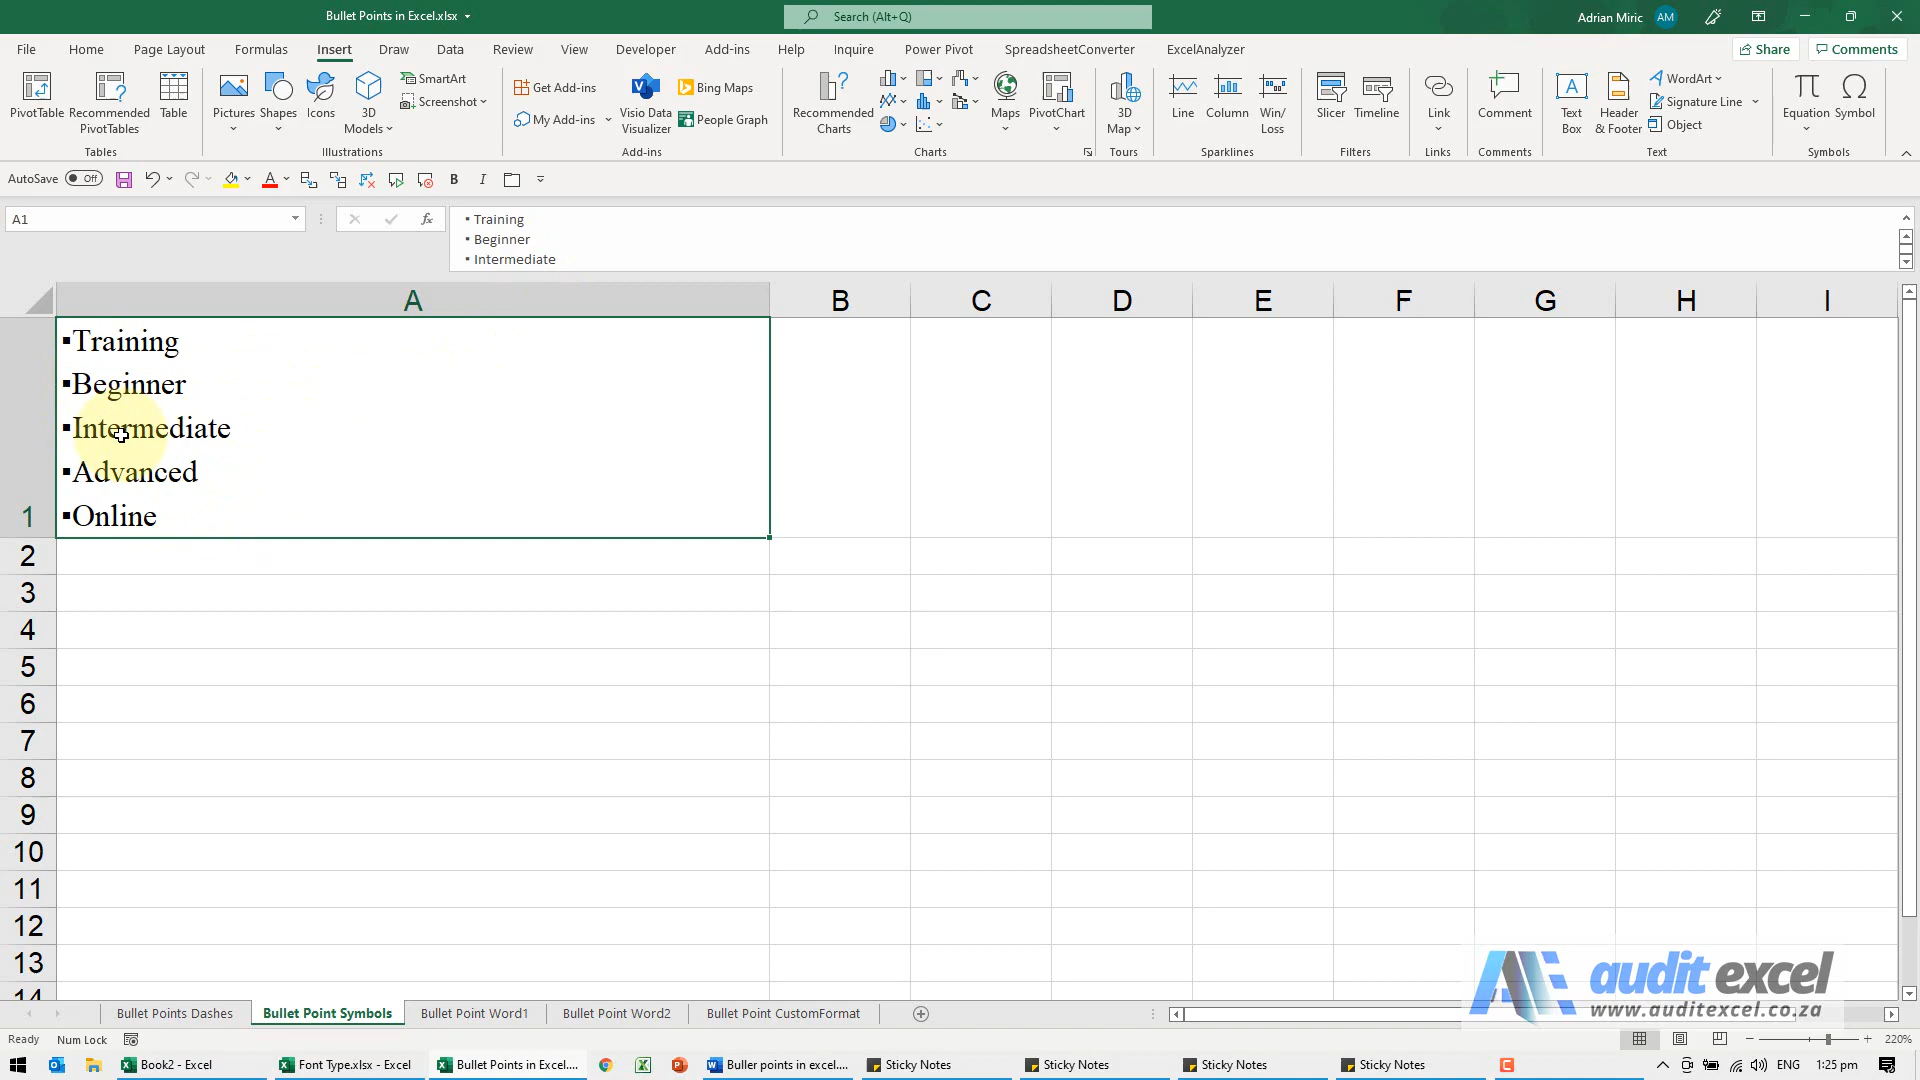 Bullet Points in Excel.xlsx
Search (Alt+Q)
Adrian Miric AM
File Home Page Layout Formulas Insert Draw Data Review View Developer Add-ins Help Inquire Power Pivot SpreadsheetConverter ExcelAnalyzer Share Comments
PivotTable Recommended PivotTables Table
Tables
Pictures Shapes Icons 3D Models SmartArt Screenshot
Illustrations
Get Add-ins My Add-ins Visio Data Visualizer Bing Maps People Graph
Add-ins
Recommended Charts Maps PivotChart
Charts
3D Map
Tours
Line Column Win/Loss
Sparklines
Slicer Timeline
Filters
Link
Links
Comment
Comments
Text Box Header & Footer WordArt Signature Line Object
Text
Equation Symbol
Symbols
AutoSave Off B I
A1 fx
▪ Training
▪ Beginner
▪ Intermediate
A B C D E F G H I
▪Training
▪Beginner
▪Intermediate
▪Advanced
1 ▪Online
2
3
4
5
6
7
8
9
10
11
12
13
14
audit excel
www.auditexcel.co.za
Bullet Points Dashes Bullet Point Symbols Bullet Point Word1 Bullet Point Word2 Bullet Point CustomFormat
Ready Num Lock 220%
Book2 - Excel Font Type.xlsx - Excel Bullet Points in Excel.... Buller points in excel.... Sticky Notes Sticky Notes Sticky Notes Sticky Notes ENG 1:25 pm